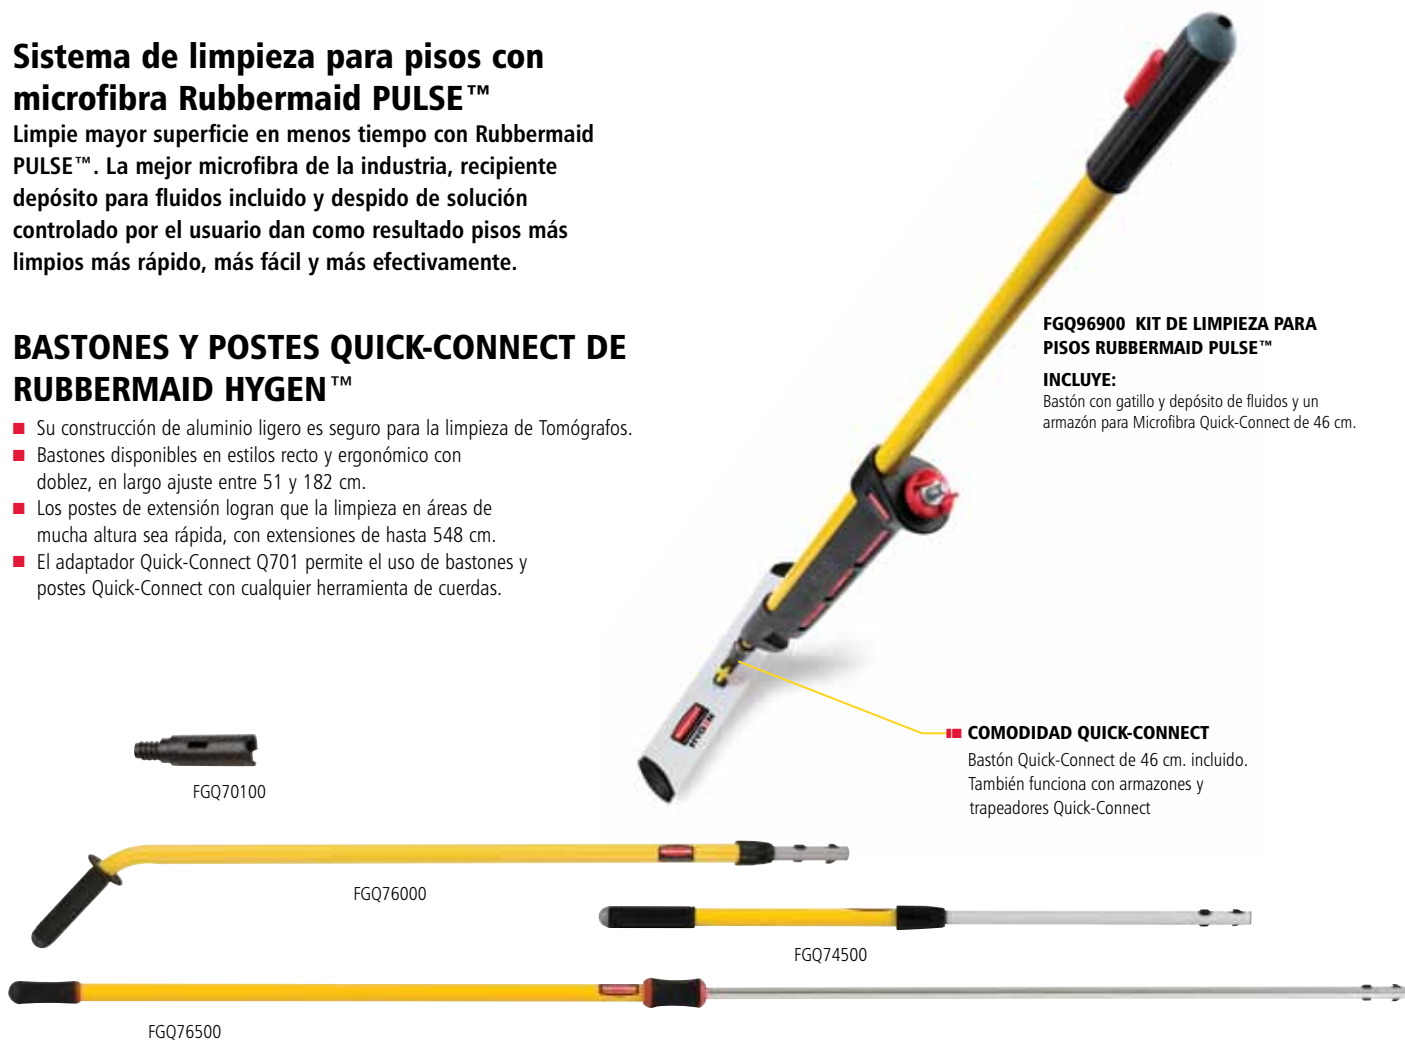 Sistema de limpieza para pisos con
microfibra Rubbermaid PULSE™
Limpie mayor superficie en menos tiempo con Rubbermaid
PULSE™. La mejor microfibra de la industria, recipiente
depósito para fluidos incluido y despido de solución
controlado por el usuario dan como resultado pisos más
limpios más rápido, más fácil y más efectivamente.
BASTONES Y POSTES QUICK-CONNECT DE
RUBBERMAID HYGEN™
■ Su construcción de aluminio ligero es seguro para la limpieza de Tomógrafos.
■ Bastones disponibles en estilos recto y ergonómico con
doblez, en largo ajuste entre 51 y 182 cm.
■ Los postes de extensión logran que la limpieza en áreas de
mucha altura sea rápida, con extensiones de hasta 548 cm.
■ El adaptador Quick-Connect Q701 permite el uso de bastones y
postes Quick-Connect con cualquier herramienta de cuerdas.
FGQ96900 KIT DE LIMPIEZA PARA
PISOS RUBBERMAID PULSE™
INCLUYE:
Bastón con gatillo y depósito de fluidos y un
armazón para Microfibra Quick-Connect de 46 cm.
HYGEN
COMODIDAD QUICK-CONNECT
Bastón Quick-Connect de 46 cm. incluido.
También funciona con armazones y
trapeadores Quick-Connect
FGQ70100
FGQ76000
FGQ74500
FGQ76500